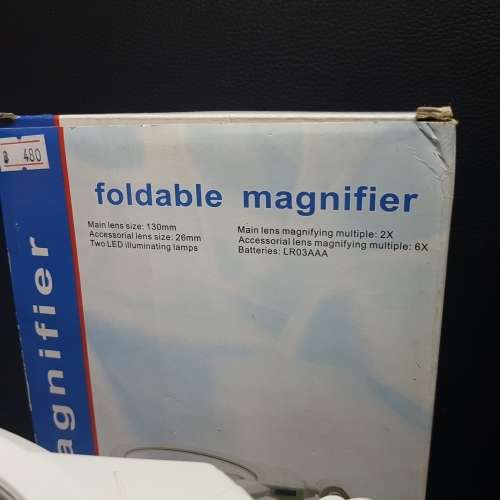 ฿ 480
foldable magnifier
Main lens size: 130mm
Accessorial lens size: 26mm
Two LED illuminating lamps
Main lens magnifying multiple: 2X
Accessorial lens magnifying multiple: 6X
Batteries: LR03AAA
agnifier